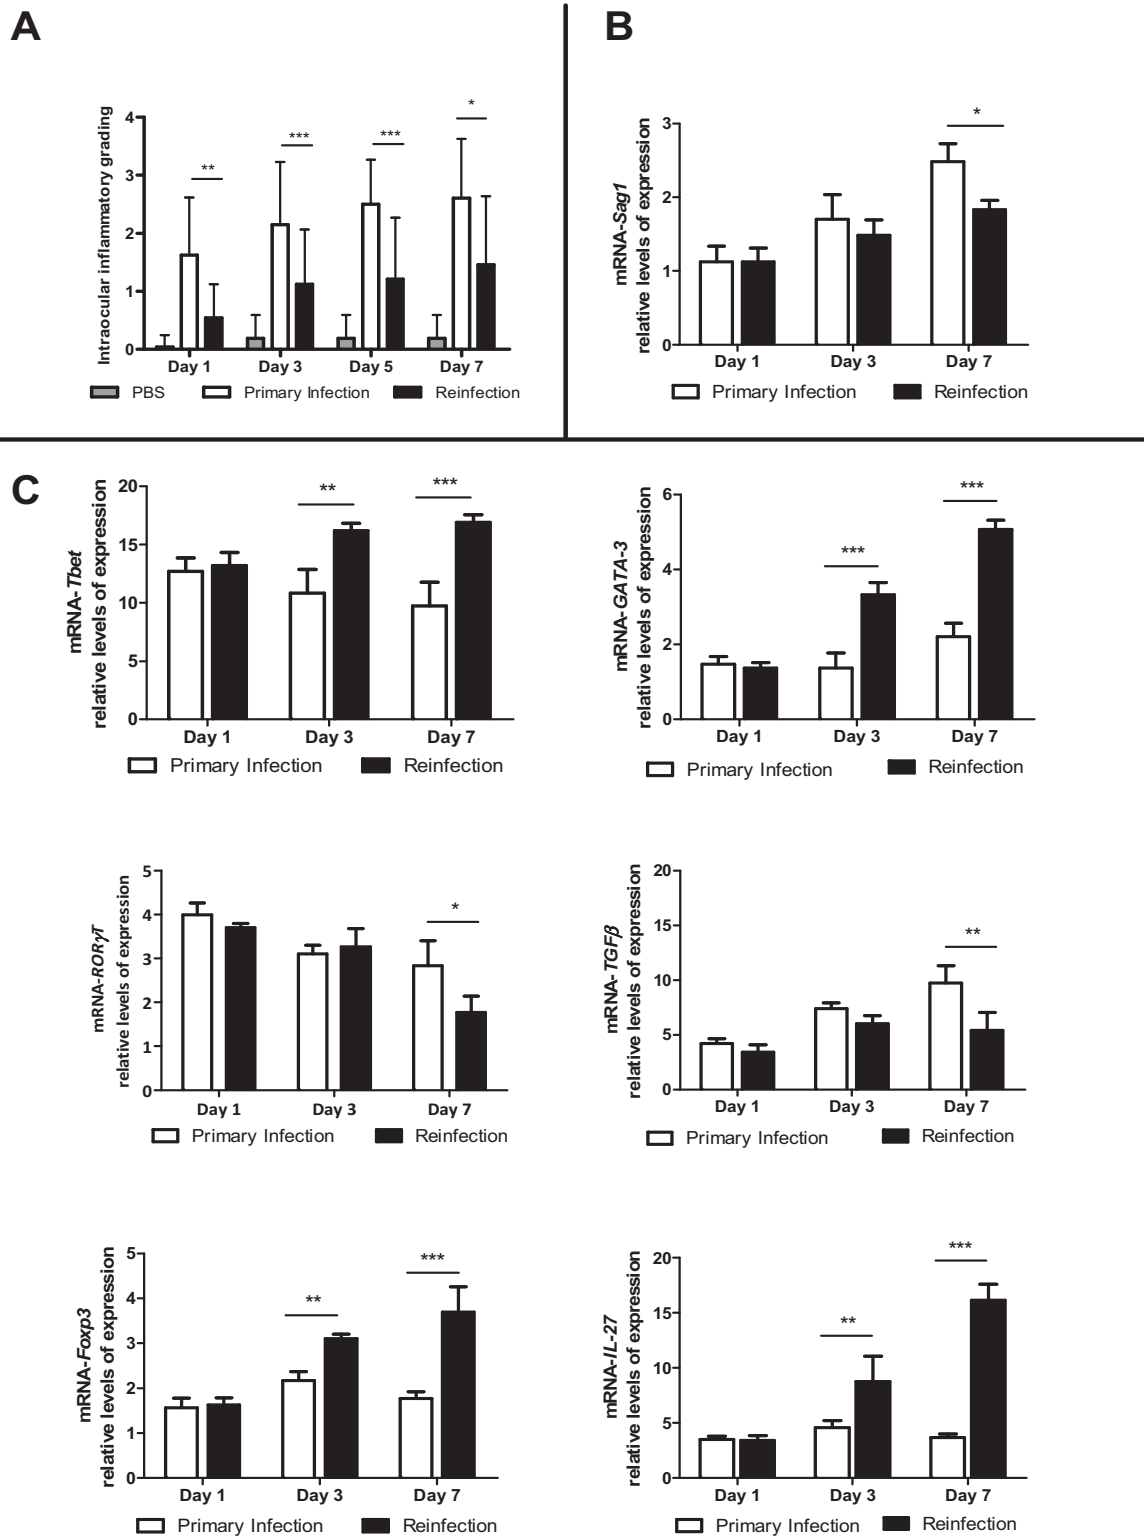 A
Intraocular inflammatory grading
4
3
2
1
0
**
***
***
*
Day 1 Day 3 Day 5 Day 7
PBS Primary Infection Reinfection
B
mRNA-Sag1
relative levels of expression
3
2
1
0
*
Day 1 Day 3 Day 7
Primary Infection Reinfection
C
mRNA-Tbet
relative levels of expression
20
15
10
5
0
**
***
Day 1 Day 3 Day 7
Primary Infection Reinfection
mRNA-GATA-3
relative levels of expression
6
4
2
0
***
***
Day 1 Day 3 Day 7
Primary Infection Reinfection
mRNA-RORγT
relative levels of expression
5
4
3
2
1
0
*
Day 1 Day 3 Day 7
Primary Infection Reinfection
mRNA-TGFβ
relative levels of expression
20
15
10
5
0
**
Day 1 Day 3 Day 7
Primary Infection Reinfection
mRNA-Foxp3
relative levels of expression
5
4
3
2
1
0
**
***
Day 1 Day 3 Day 7
Primary Infection Reinfection
mRNA-IL-27
relative levels of expression
20
15
10
5
0
**
***
Day 1 Day 3 Day 7
Primary Infection Reinfection